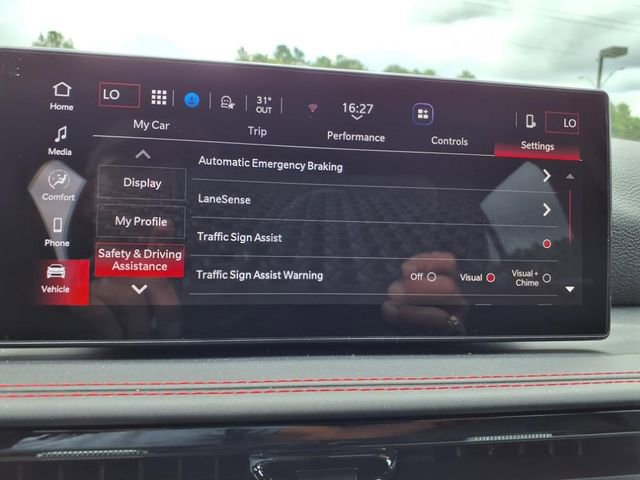 Home
LO
31°
OUT
16:27
LO
My Car
Trip
Performance
Controls
Settings
Media
Comfort
Phone
Vehicle
Display
My Profile
Safety & Driving
Assistance
Automatic Emergency Braking
LaneSense
Traffic Sign Assist
Traffic Sign Assist Warning
Off
Visual
Visual +
Chime